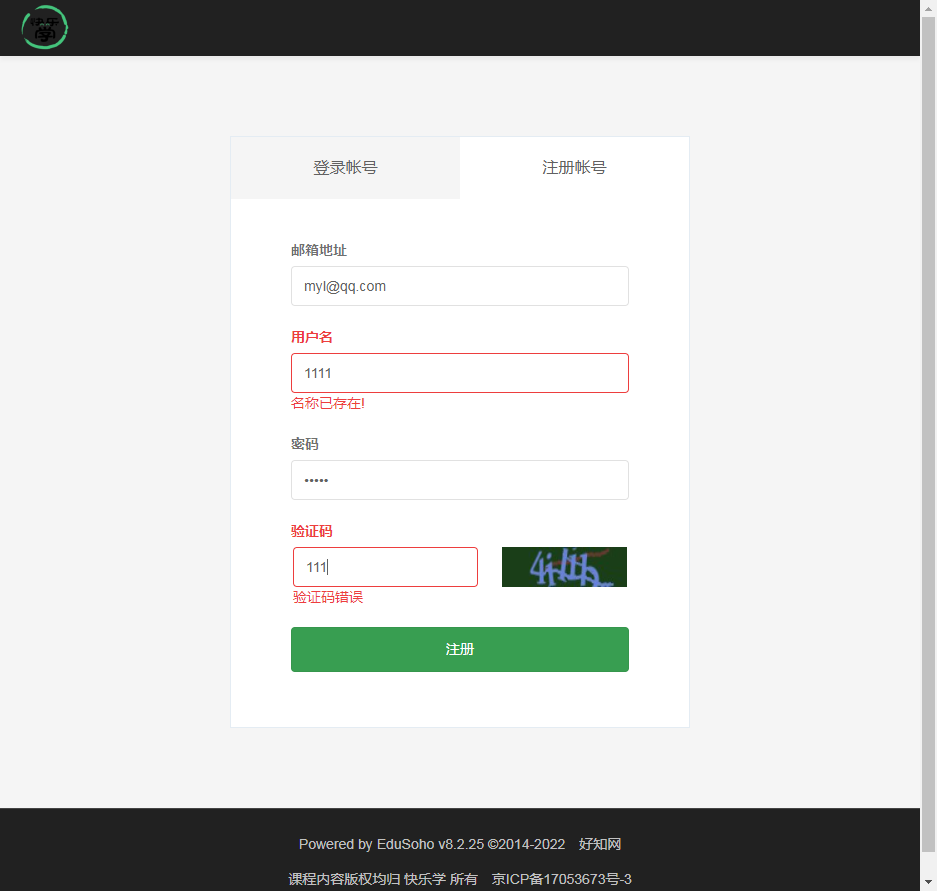 快乐
学
登录帐号
注册帐号
邮箱地址
myl@qq.com
用户名
1111
名称已存在!
密码
•••••
验证码
111
验证码错误
注册
Powered by EduSoho v8.2.25 ©2014-2022 好知网
课程内容版权均归 快乐学 所有 京ICP备17053673号-3